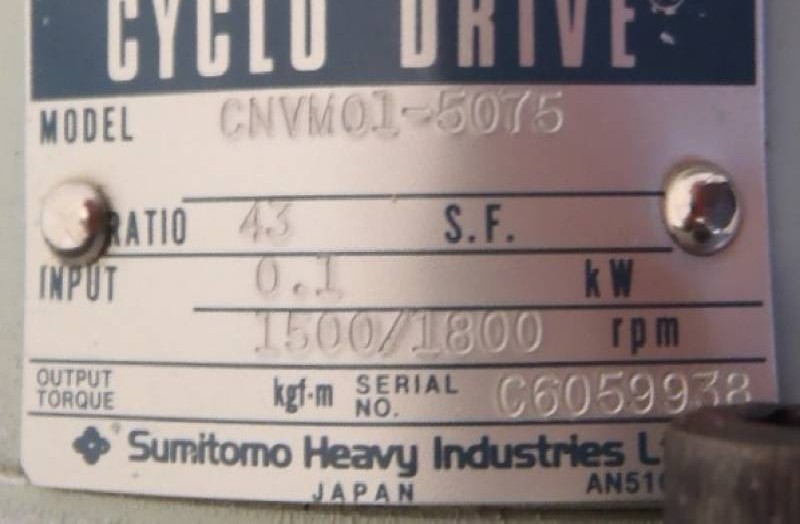 CYCLO DRIVE
MODEL CNVM01-5075
RATIO 43 S.F.
INPUT 0.1 kW
1500/1800 rpm
OUTPUT TORQUE kgf·m SERIAL NO. C6059938
Sumitomo Heavy Industries
JAPAN